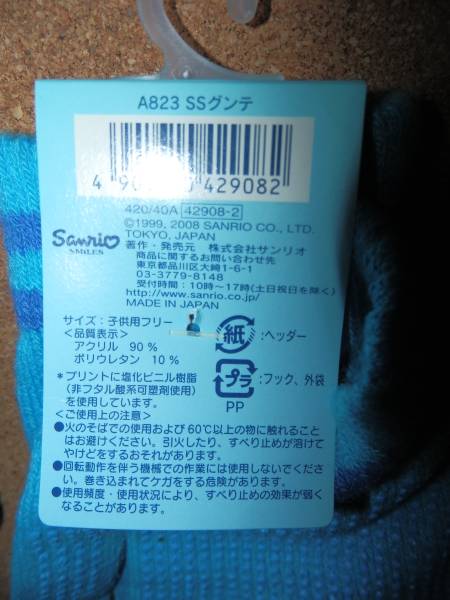 A823 SSグンテ
429082
420/40A 42908-2
©1999, 2008 SANRIO CO., LTD.
TOKYO, JAPAN
Sanrio
SMILES
著作・発売元 株式会社サンリオ
商品に関するお問い合わせ先
東京都品川区大崎1-6-1
03-3779-8148
受付時間:10時~17時(土日祝日を除く)
http://www.sanrio.co.jp/
MADE IN JAPAN
サイズ:子供用フリー
<品質表示>
アクリル 90 %
ポリウレタン 10 %
紙 :ヘッダー
プラ :フック、外袋
PP
*プリントに塩化ビニル樹脂
(非フタル酸系可塑剤使用)
を使用しています。
<ご使用上の注意>
●火のそばでの使用および60℃以上の物に触れること
はお避けください。引火したり、すべり止めが溶けて
やけどをするおそれがあります。
●回転動作を伴う機械での作業には使用しないでくだ
さい。巻き込まれてケガをする危険があります。
●使用頻度・使用状況により、すべり止めの効果が弱く
なることがあります。